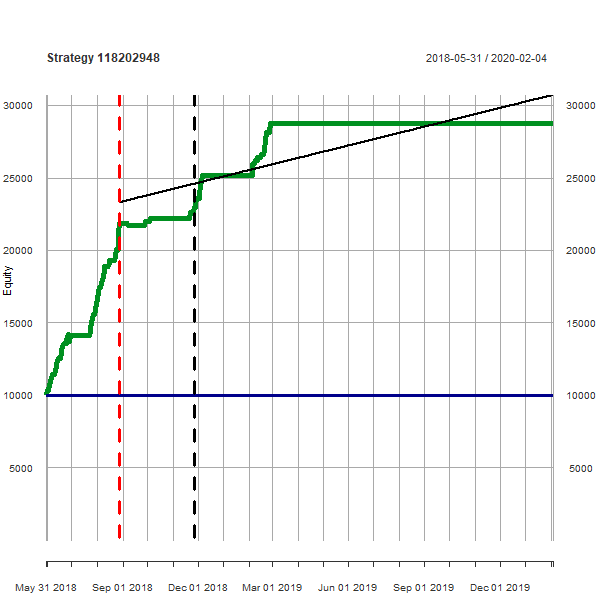 Strategy 118202948
2018-05-31 / 2020-02-04
30000
30000
25000
25000
20000
20000
Equity
15000
15000
10000
10000
5000
5000
May 31 2018
Sep 01 2018
Dec 01 2018
Mar 01 2019
Jun 01 2019
Sep 01 2019
Dec 01 2019